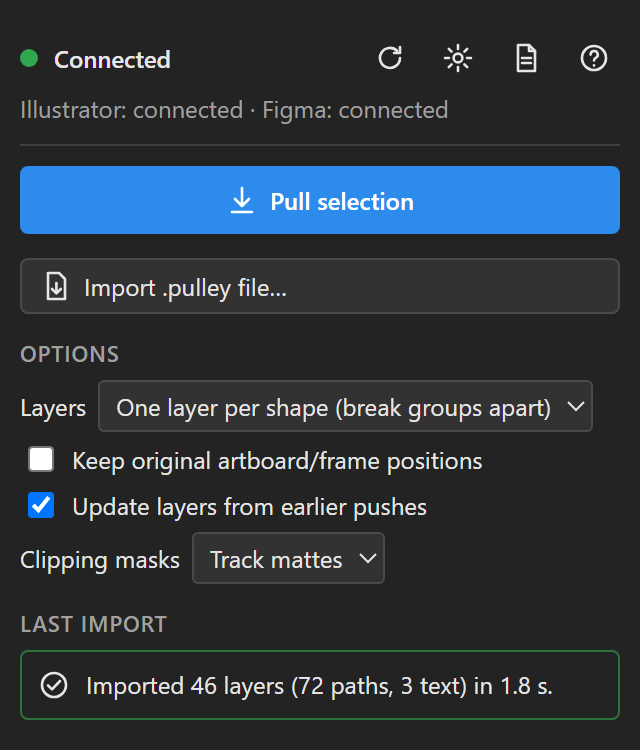 Connected
Illustrator: connected · Figma: connected
Pull selection
Import .pulley file...
OPTIONS
Layers One layer per shape (break groups apart)
Keep original artboard/frame positions
Update layers from earlier pushes
Clipping masks Track mattes
LAST IMPORT
Imported 46 layers (72 paths, 3 text) in 1.8 s.